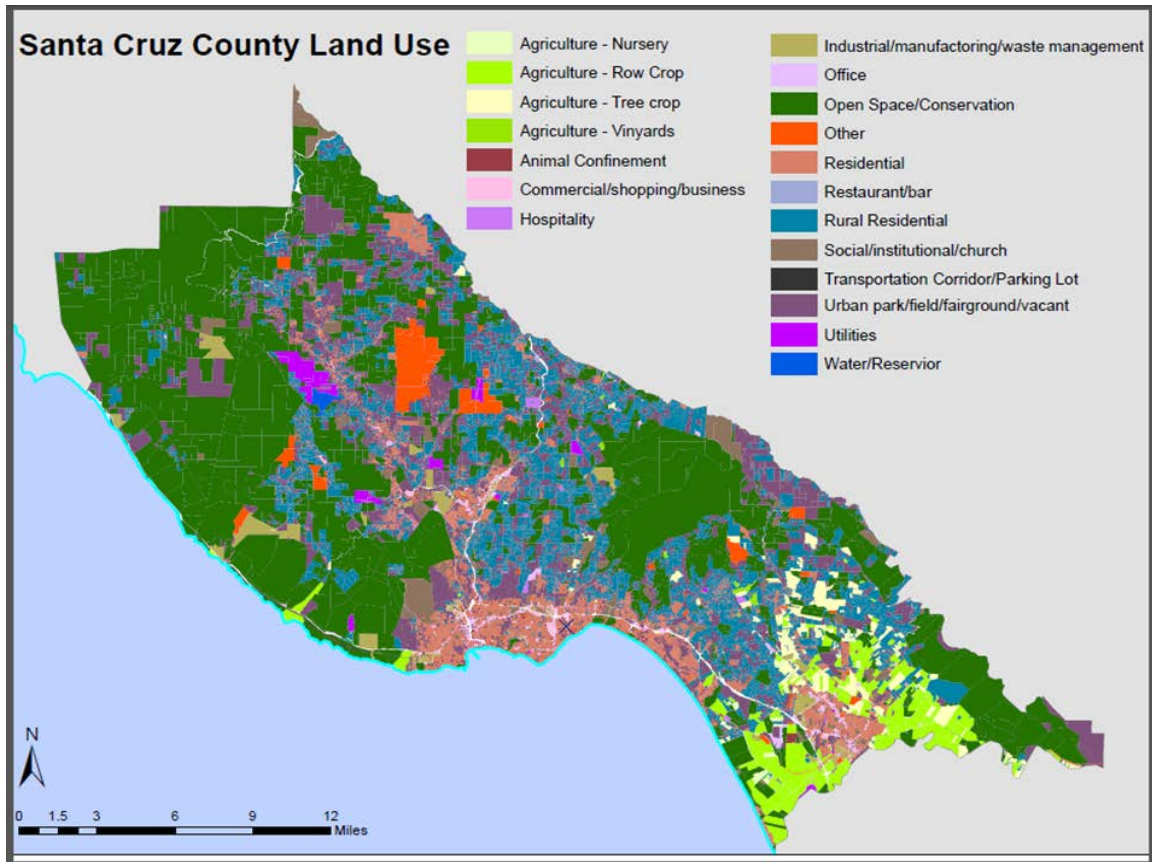 Santa Cruz County Land Use
Agriculture - Nursery
Agriculture - Row Crop
Agriculture - Tree crop
Agriculture - Vinyards
Animal Confinement
Commercial/shopping/business
Hospitality
Industrial/manufactoring/waste management
Office
Open Space/Conservation
Other
Residential
Restaurant/bar
Rural Residential
Social/institutional/church
Transportation Corridor/Parking Lot
Urban park/field/fairground/vacant
Utilities
Water/Reservior
N
0 1.5 3 6 9 12
Miles